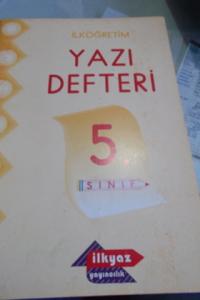 İLKÖĞRETİM
YAZI
DEFTERİ
5.
SINIF
ilkyaz
yayıncılık